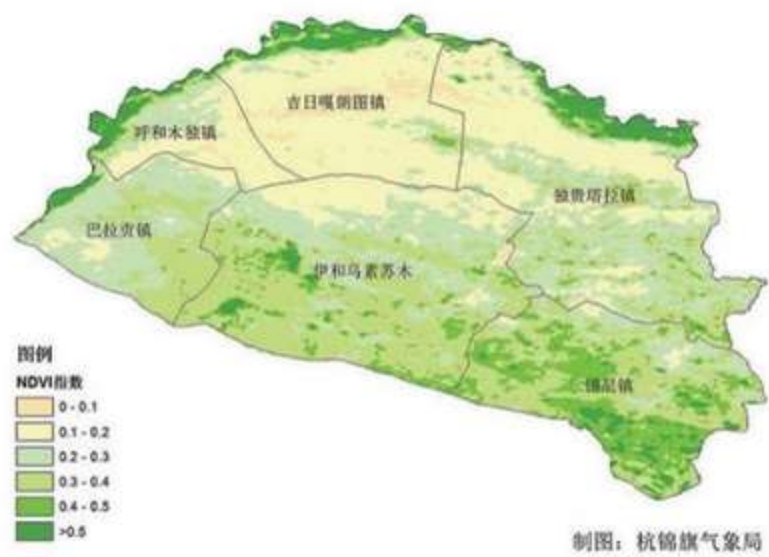 吉日嘎朗图镇
呼和木独镇
独贵塔拉镇
巴拉贡镇
伊和乌素苏木
锡尼镇
图例
NDVI指数
0 - 0.1
0.1 - 0.2
0.2 - 0.3
0.3 - 0.4
0.4 - 0.5
>0.5
制图：杭锦旗气象局